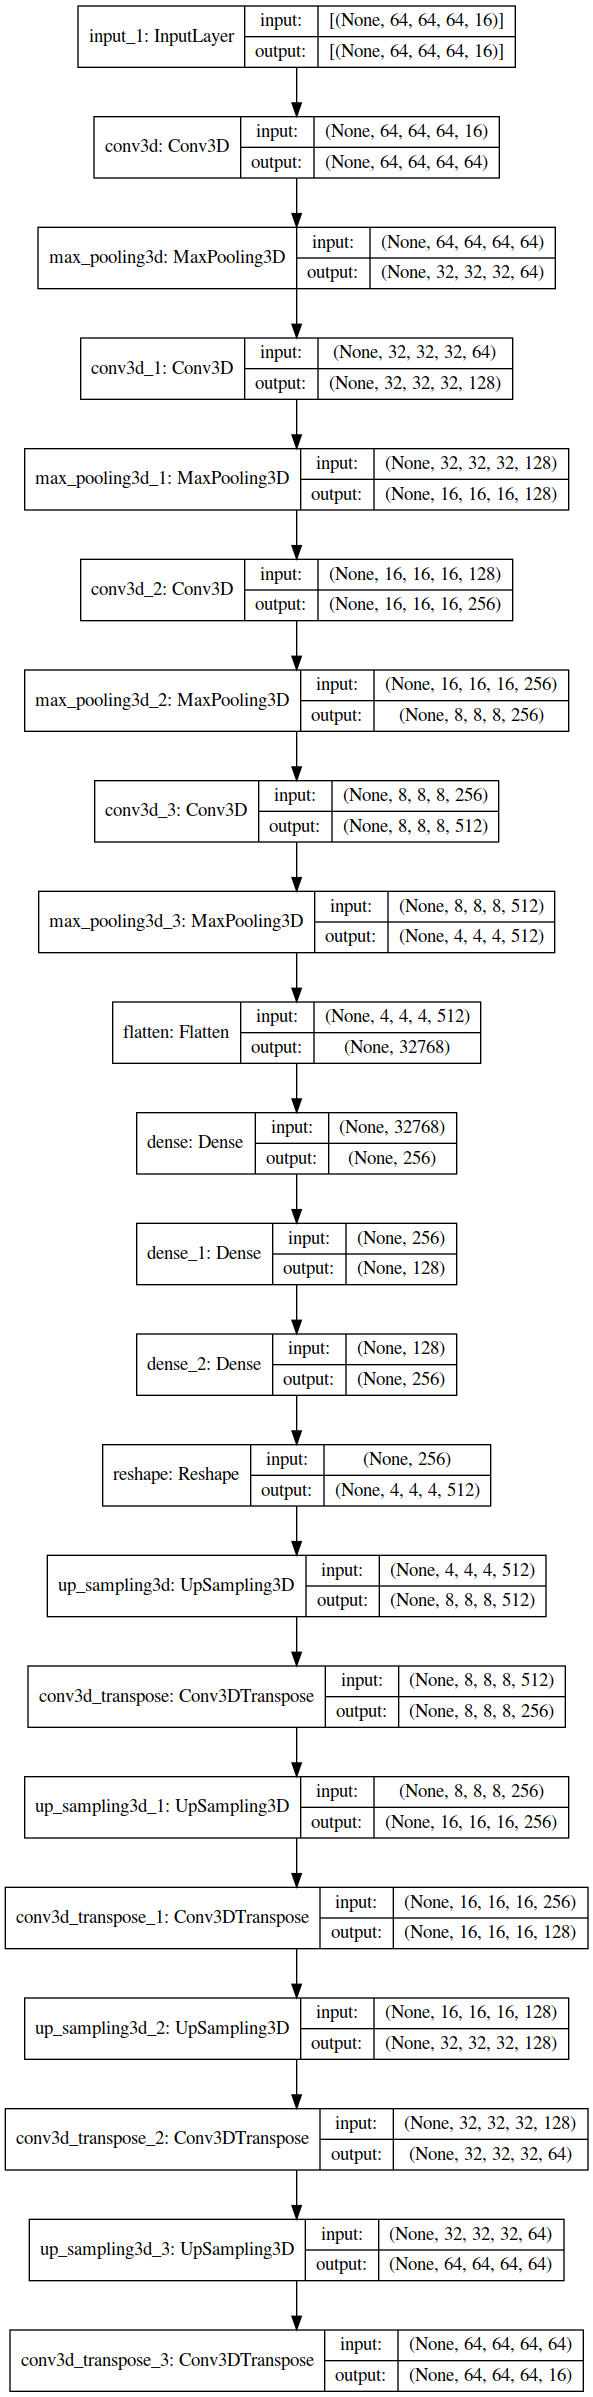 input_1: InputLayer
input: [(None, 64, 64, 64, 16)]
output: [(None, 64, 64, 64, 16)]
conv3d: Conv3D
input: (None, 64, 64, 64, 16)
output: (None, 64, 64, 64, 64)
max_pooling3d: MaxPooling3D
input: (None, 64, 64, 64, 64)
output: (None, 32, 32, 32, 64)
conv3d_1: Conv3D
input: (None, 32, 32, 32, 64)
output: (None, 32, 32, 32, 128)
max_pooling3d_1: MaxPooling3D
input: (None, 32, 32, 32, 128)
output: (None, 16, 16, 16, 128)
conv3d_2: Conv3D
input: (None, 16, 16, 16, 128)
output: (None, 16, 16, 16, 256)
max_pooling3d_2: MaxPooling3D
input: (None, 16, 16, 16, 256)
output: (None, 8, 8, 8, 256)
conv3d_3: Conv3D
input: (None, 8, 8, 8, 256)
output: (None, 8, 8, 8, 512)
max_pooling3d_3: MaxPooling3D
input: (None, 8, 8, 8, 512)
output: (None, 4, 4, 4, 512)
flatten: Flatten
input: (None, 4, 4, 4, 512)
output: (None, 32768)
dense: Dense
input: (None, 32768)
output: (None, 256)
dense_1: Dense
input: (None, 256)
output: (None, 128)
dense_2: Dense
input: (None, 128)
output: (None, 256)
reshape: Reshape
input: (None, 256)
output: (None, 4, 4, 4, 512)
up_sampling3d: UpSampling3D
input: (None, 4, 4, 4, 512)
output: (None, 8, 8, 8, 512)
conv3d_transpose: Conv3DTranspose
input: (None, 8, 8, 8, 512)
output: (None, 8, 8, 8, 256)
up_sampling3d_1: UpSampling3D
input: (None, 8, 8, 8, 256)
output: (None, 16, 16, 16, 256)
conv3d_transpose_1: Conv3DTranspose
input: (None, 16, 16, 16, 256)
output: (None, 16, 16, 16, 128)
up_sampling3d_2: UpSampling3D
input: (None, 16, 16, 16, 128)
output: (None, 32, 32, 32, 128)
conv3d_transpose_2: Conv3DTranspose
input: (None, 32, 32, 32, 128)
output: (None, 32, 32, 32, 64)
up_sampling3d_3: UpSampling3D
input: (None, 32, 32, 32, 64)
output: (None, 64, 64, 64, 64)
conv3d_transpose_3: Conv3DTranspose
input: (None, 64, 64, 64, 64)
output: (None, 64, 64, 64, 16)